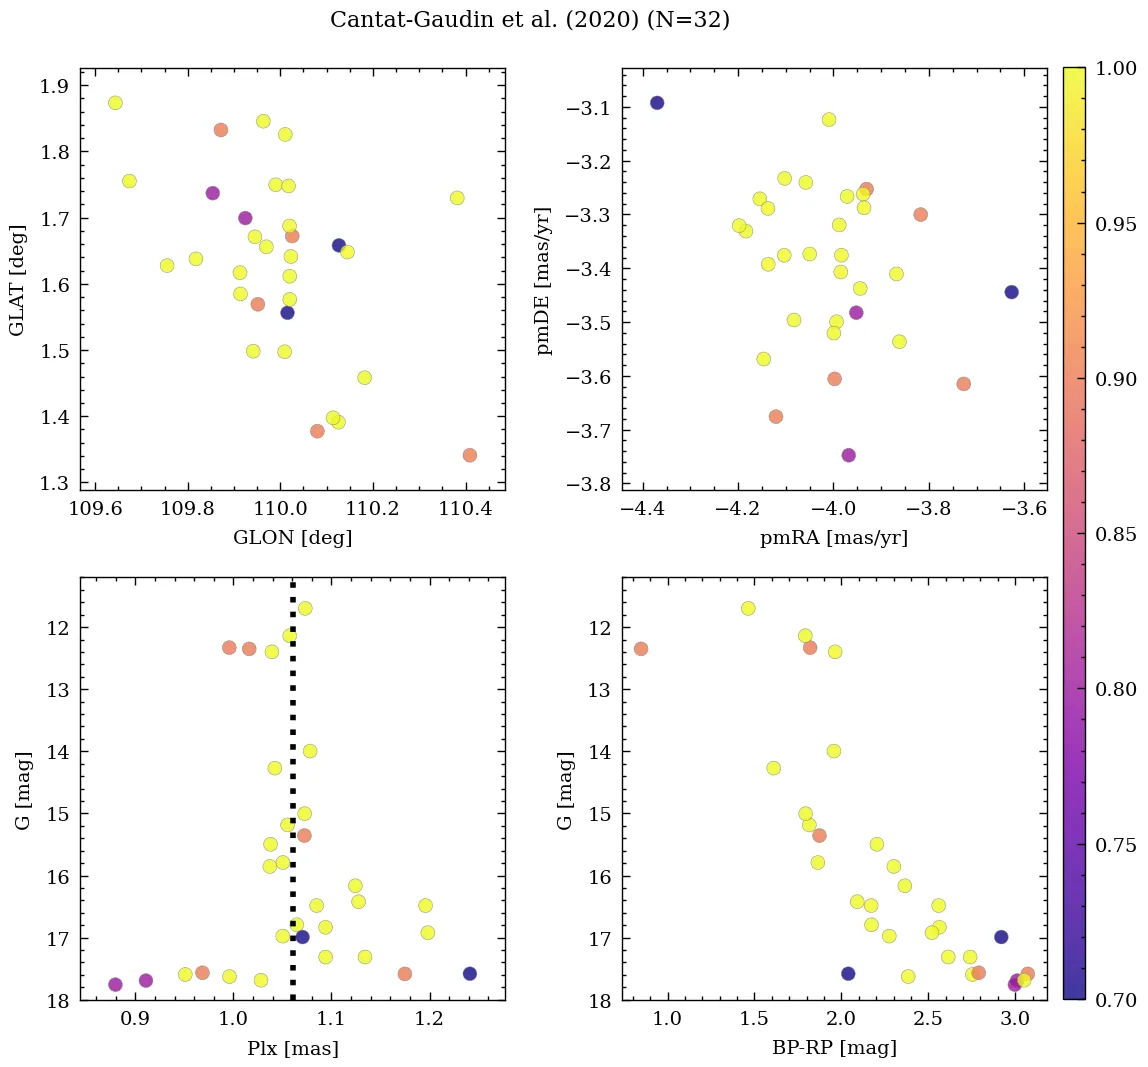 Cantat-Gaudin et al. (2020) (N=32)
1.9
1.8
1.7
1.6
1.5
1.4
1.3
GLAT [deg]
109.6 109.8 110.0 110.2 110.4
GLON [deg]
−3.1
−3.2
−3.3
−3.4
−3.5
−3.6
−3.7
−3.8
pmDE [mas/yr]
−4.4 −4.2 −4.0 −3.8 −3.6
pmRA [mas/yr]
12
13
14
15
16
17
18
G [mag]
0.9 1.0 1.1 1.2
Plx [mas]
12
13
14
15
16
17
18
G [mag]
1.0 1.5 2.0 2.5 3.0
BP-RP [mag]
1.00
0.95
0.90
0.85
0.80
0.75
0.70